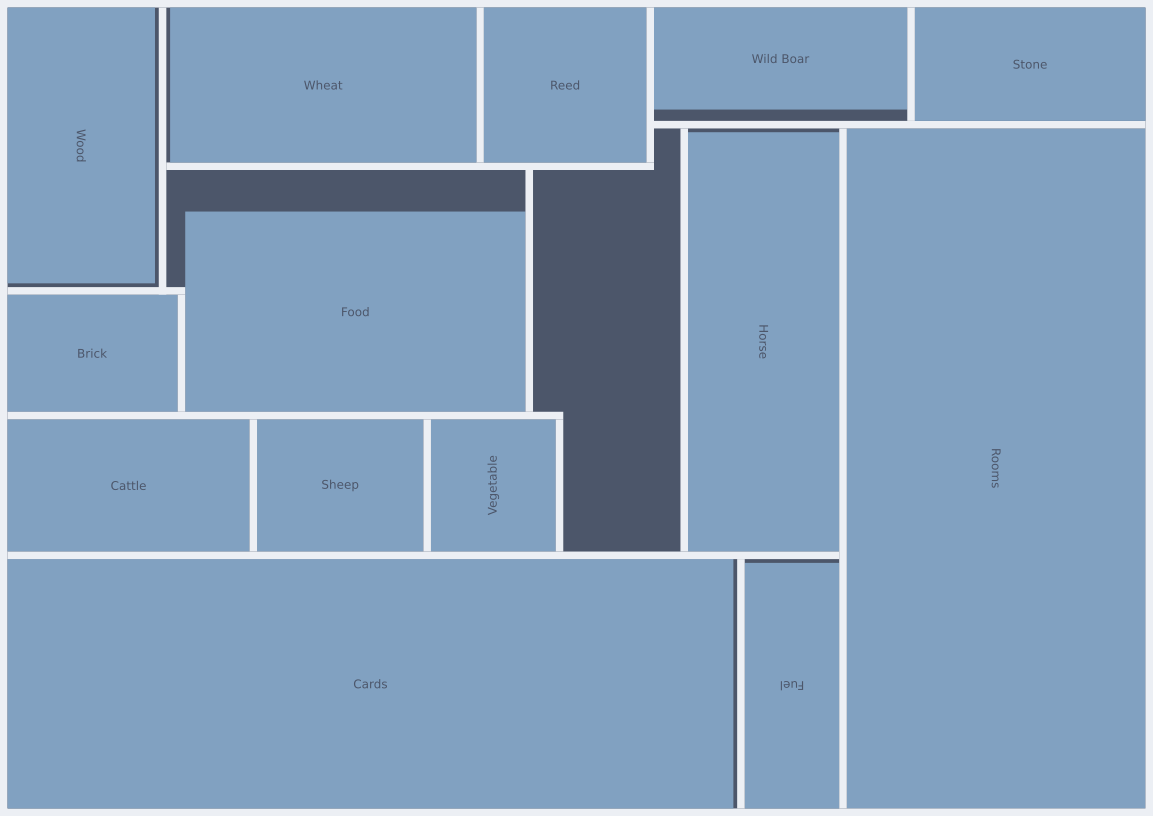 Wood
Wheat
Reed
Wild Boar
Stone
Food
Brick
Horse
Rooms
Cattle
Sheep
Vegetable
Cards
Fuel